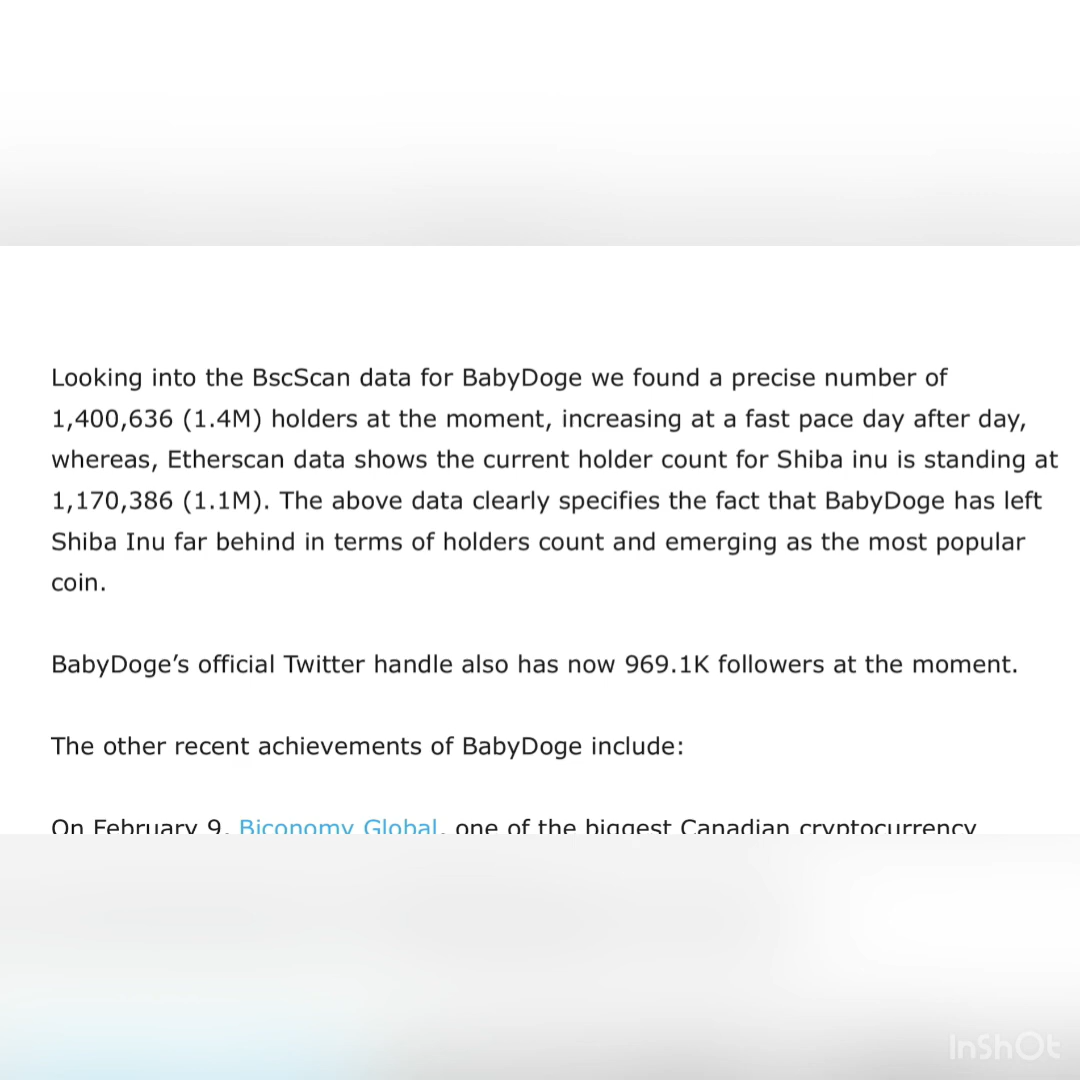 Looking into the BscScan data for BabyDoge we found a precise number of
1,400,636 (1.4M) holders at the moment, increasing at a fast pace day after day,
whereas, Etherscan data shows the current holder count for Shiba inu is standing at
1,170,386 (1.1M). The above data clearly specifies the fact that BabyDoge has left
Shiba Inu far behind in terms of holders count and emerging as the most popular
coin.
BabyDoge’s official Twitter handle also has now 969.1K followers at the moment.
The other recent achievements of BabyDoge include:
On February 9, Biconomy Global, one of the biggest Canadian cryptocurrency
InShOt